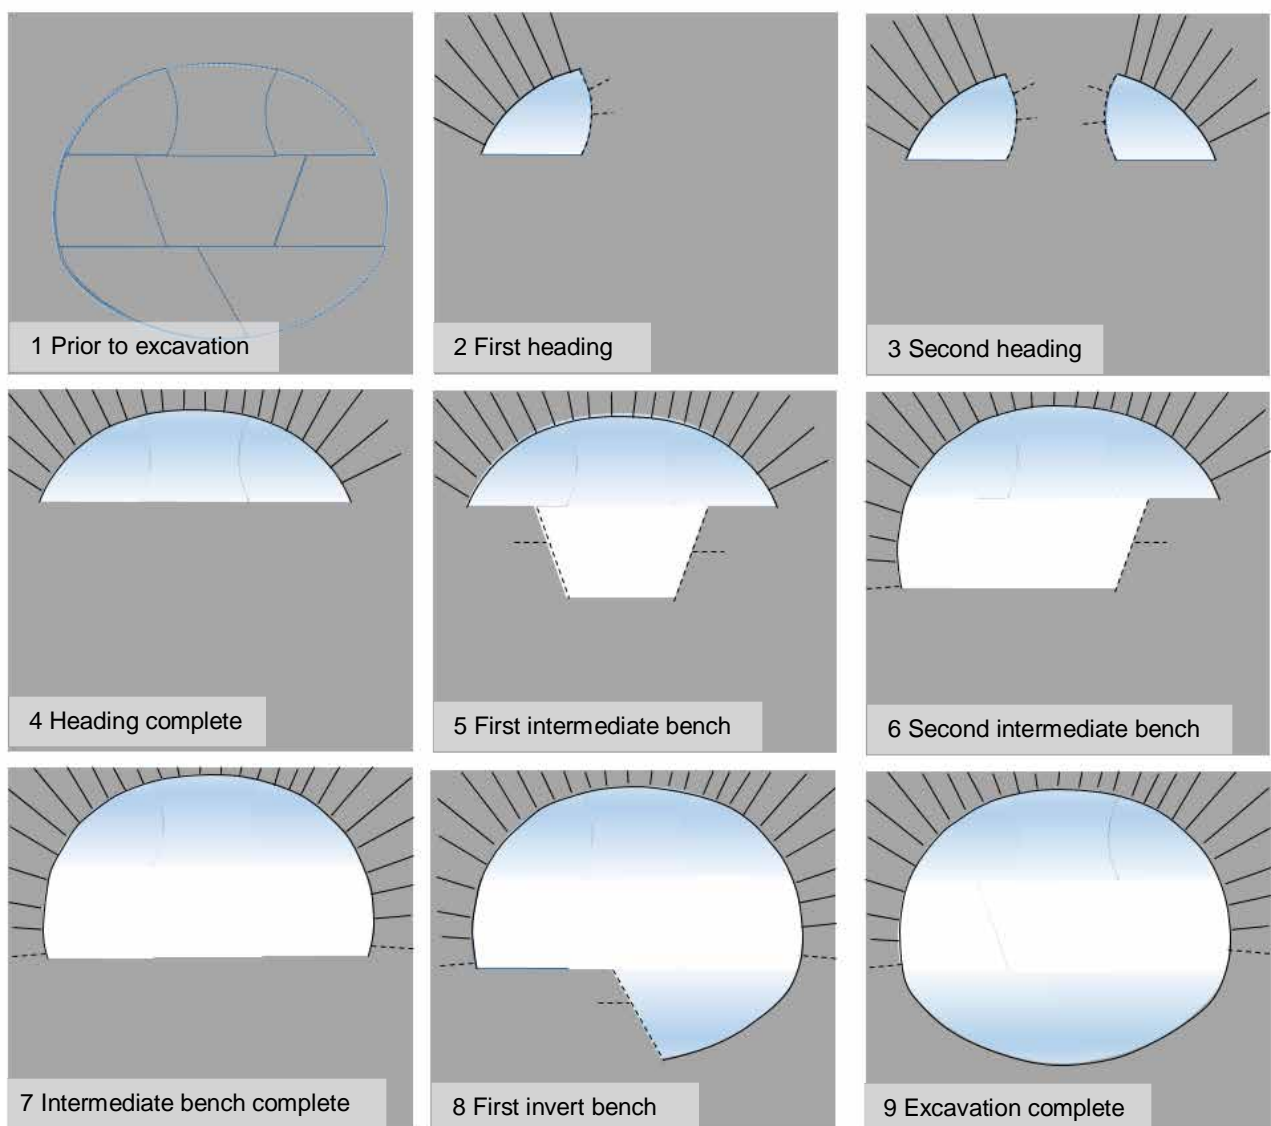 1 Prior to excavation
2 First heading
3 Second heading
4 Heading complete
5 First intermediate bench
6 Second intermediate bench
7 Intermediate bench complete
8 First invert bench
9 Excavation complete